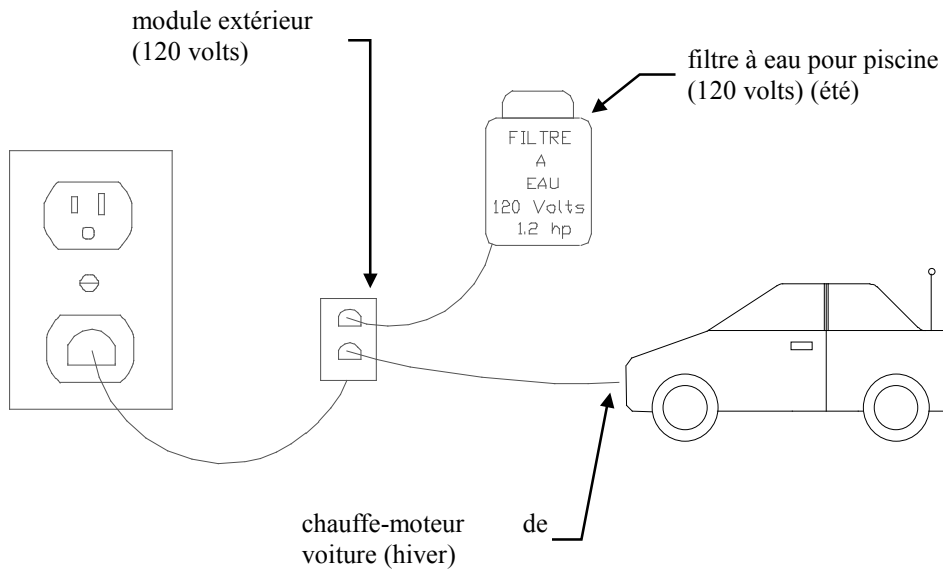 module extérieur
(120 volts)
filtre à eau pour piscine
(120 volts) (été)
FILTRE
A
EAU
120 Volts
1.2 hp
chauffe-moteur de
voiture (hiver)